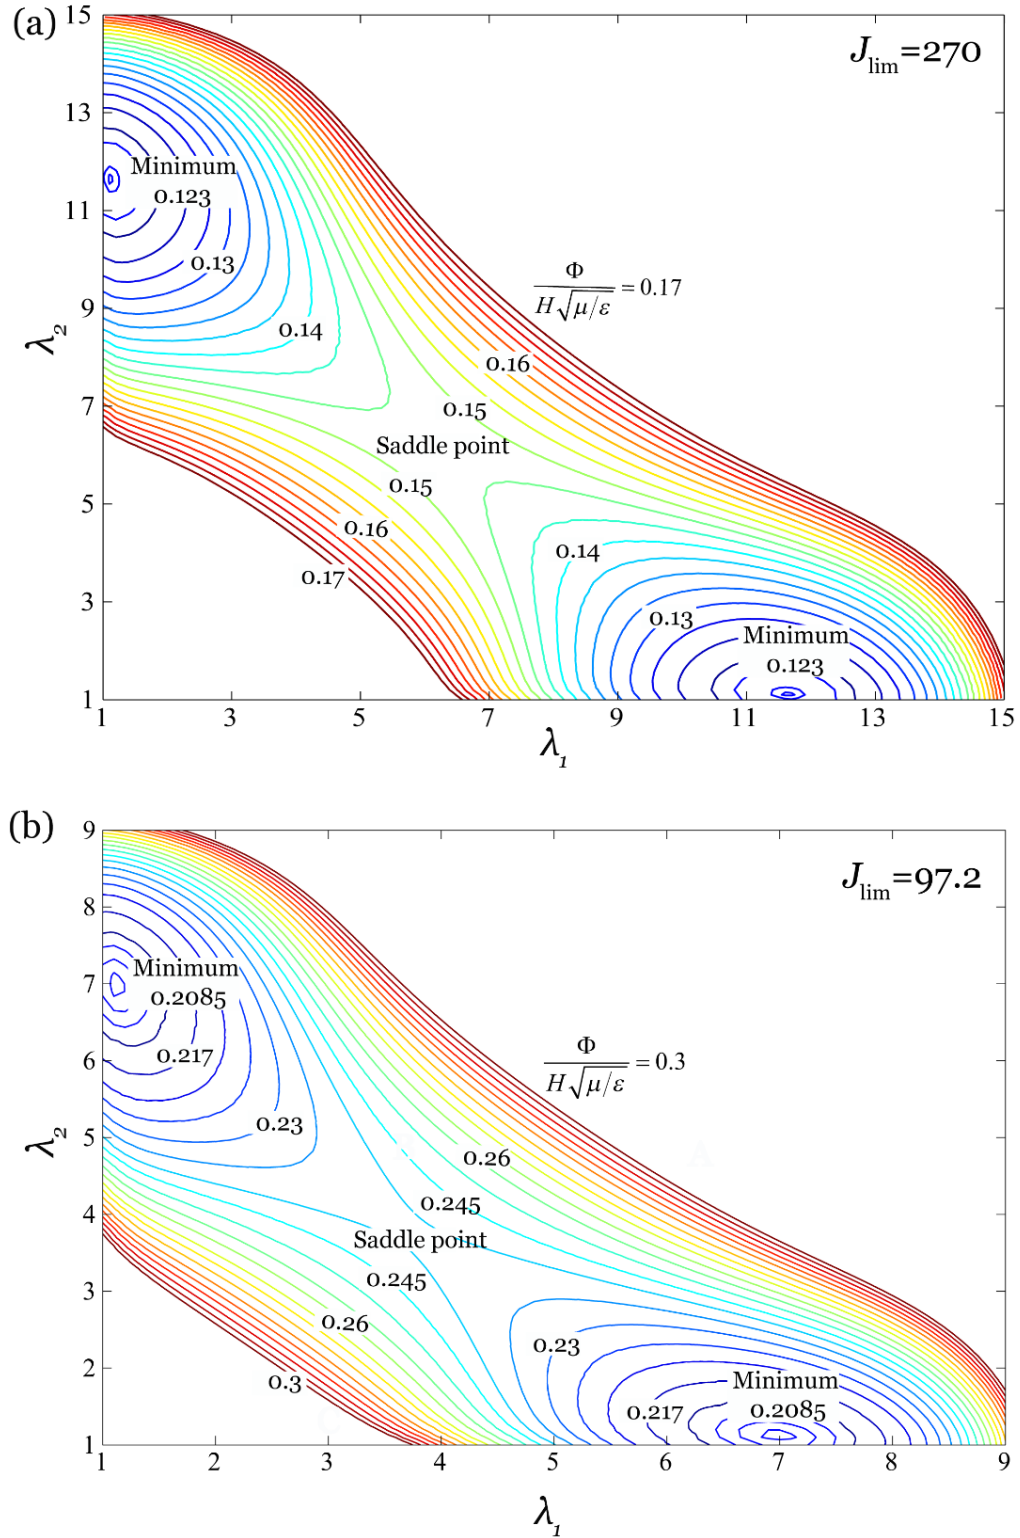 (a)
15
J_lim=270
13
Minimum
0.123
11
0.13
Φ
H√μ/ε = 0.17
9
0.14
λ_2
0.16
7
0.15
Saddle point
5
0.15
0.16
0.14
0.17
3
0.13
Minimum
0.123
1
1 3 5 7 9 11 13 15
λ_1
(b)
9
J_lim=97.2
8
7
Minimum
0.2085
0.217
6
Φ
H√μ/ε = 0.3
5
0.23
λ_2
0.26
4
0.245
Saddle point
3
0.245
0.26
0.23
2
0.3
Minimum
0.217
0.2085
1
1 2 3 4 5 6 7 8 9
λ_1